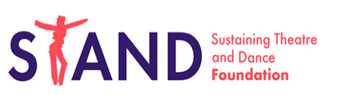 STAND
Sustaining Theatre
and Dance
Foundation